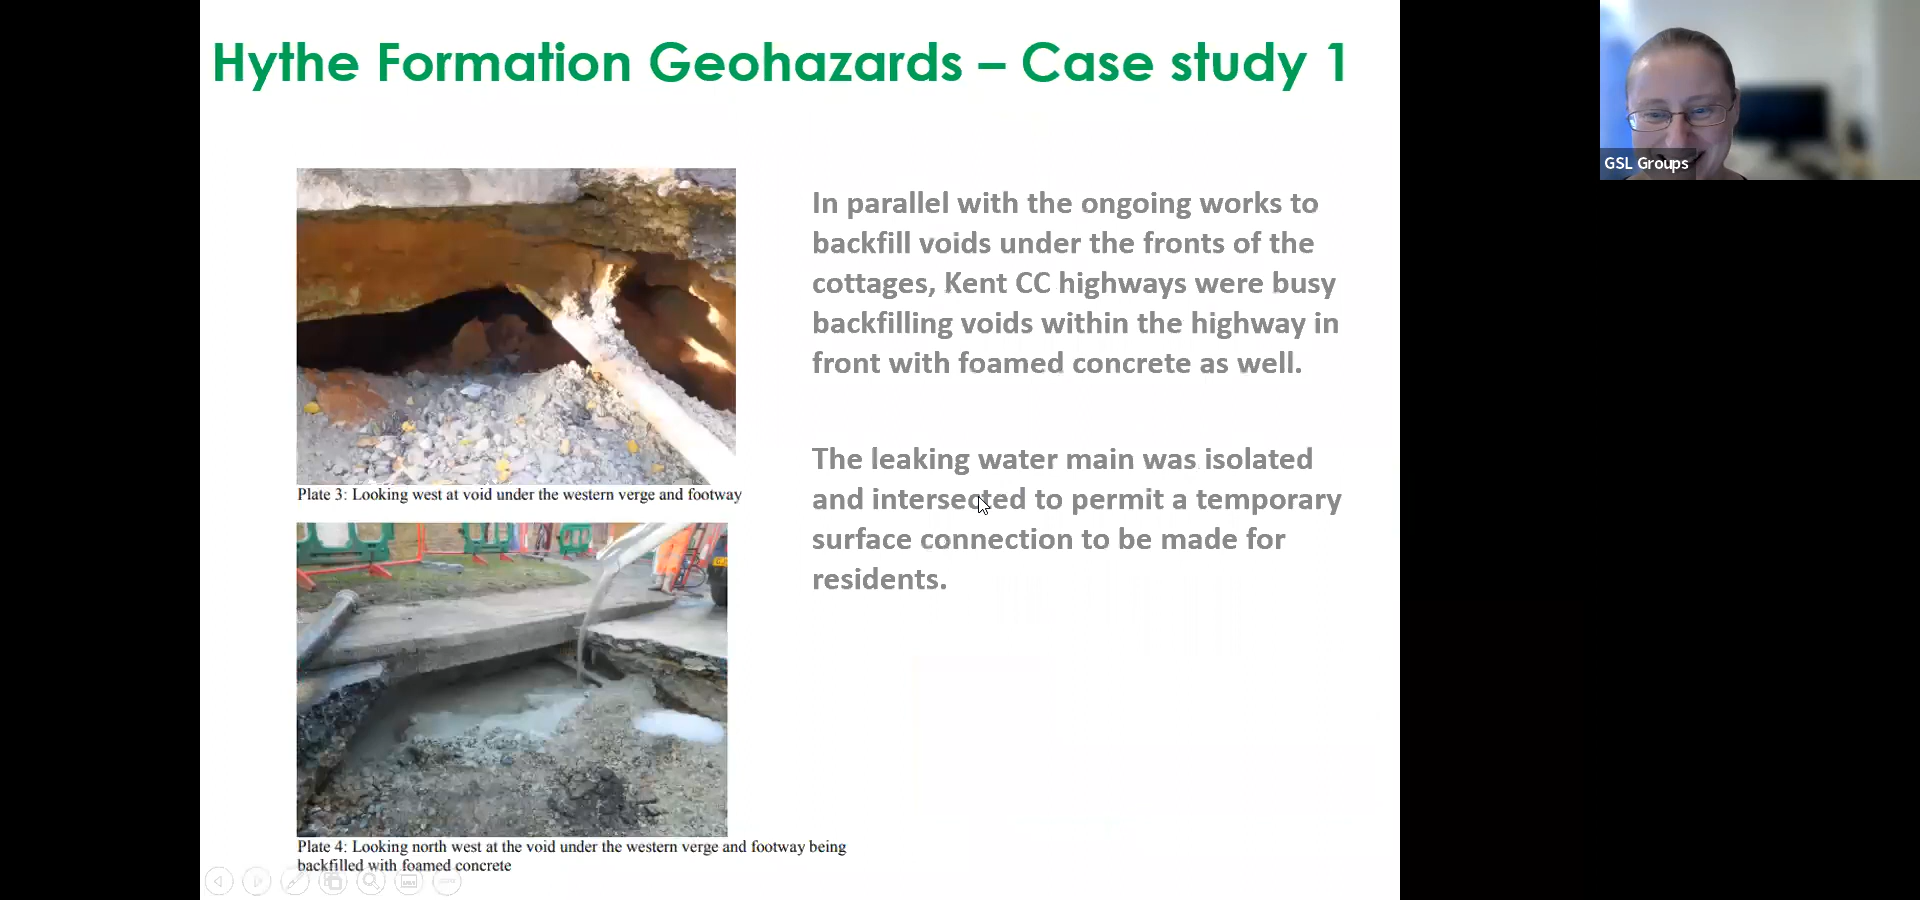 Hythe Formation Geohazards – Case study 1
GSL Groups
In parallel with the ongoing works to
backfill voids under the fronts of the
cottages, Kent CC highways were busy
backfilling voids within the highway in
front with foamed concrete as well.
The leaking water main was isolated
and intersected to permit a temporary
surface connection to be made for
residents.
Plate 3: Looking west at void under the western verge and footway
Plate 4: Looking north west at the void under the western verge and footway being
backfilled with foamed concrete